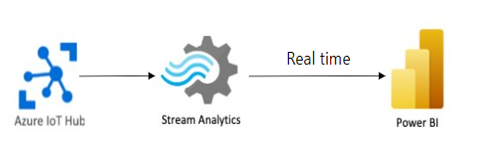 Real time
Azure IoT Hub
Stream Analytics
Power BI